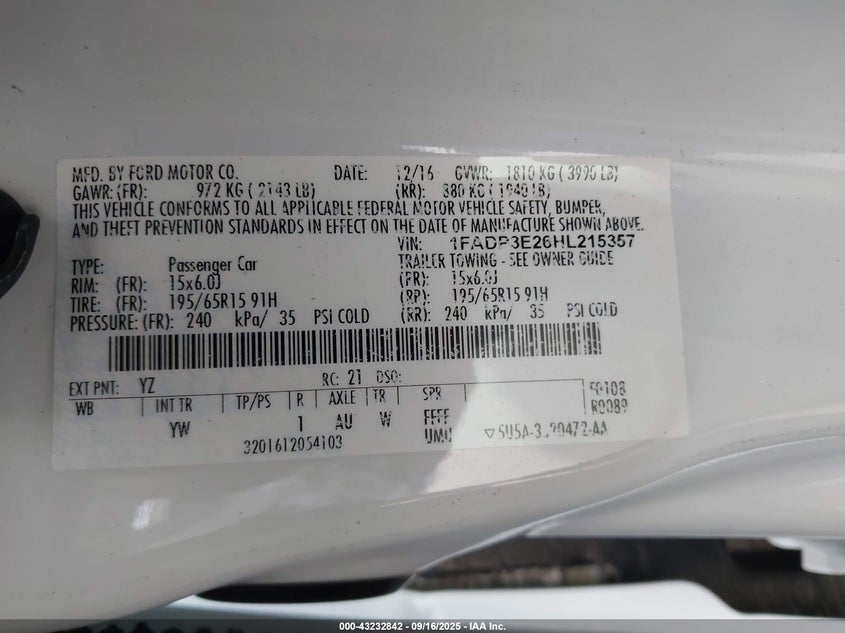 MFD. BY FORD MOTOR CO. DATE: 12/16 GVWR: 1810 KG ( 3990 LB)
GAWR: (FR): 972 KG ( 2143 LB) (RR): 880 KG ( 1940 LB)
THIS VEHICLE CONFORMS TO ALL APPLICABLE FEDERAL MOTOR VEHICLE SAFETY, BUMPER,
AND THEFT PREVENTION STANDARDS IN EFFECT ON THE DATE OF MANUFACTURE SHOWN ABOVE.
VIN: 1FADP3E26HL215357
TYPE: Passenger Car TRAILER TOWING - SEE OWNER GUIDE
RIM: (FR): 15x6.0J (RR): 15x6.0J
TIRE: (FR): 195/65R15 91H (RR): 195/65R15 91H
PRESSURE: (FR): 240 kPa/ 35 PSI COLD (RR): 240 kPa/ 35 PSI COLD
EXT PNT: YZ RC: 21 DSO:
WB INT TR TP/PS R AXLE TR SPR
YW 1 AU W FFFF
UMU
3201612054103
000-43232842 - 09/16/2025 - IAA Inc.